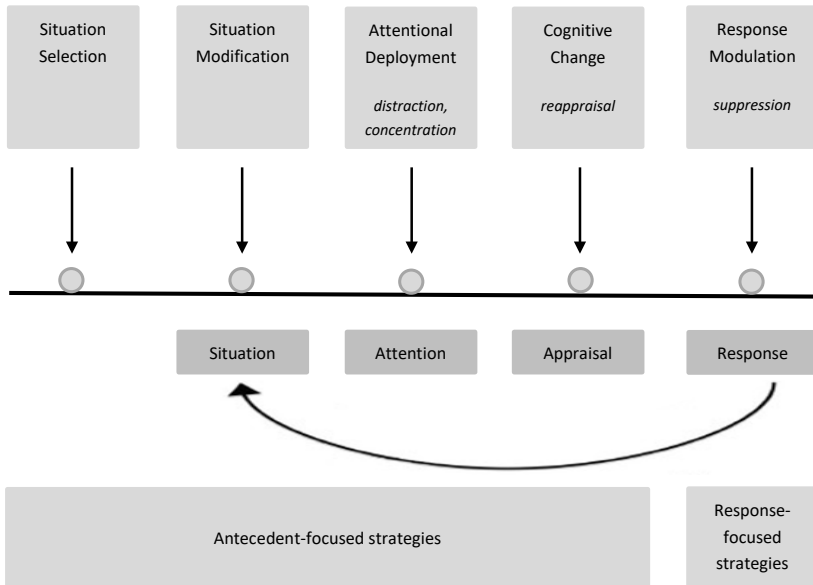 Situation
Selection
Situation
Modification
Attentional
Deployment
distraction,
concentration
Cognitive
Change
reappraisal
Response
Modulation
suppression
Situation
Attention
Appraisal
Response
Antecedent-focused strategies
Response-
focused
strategies